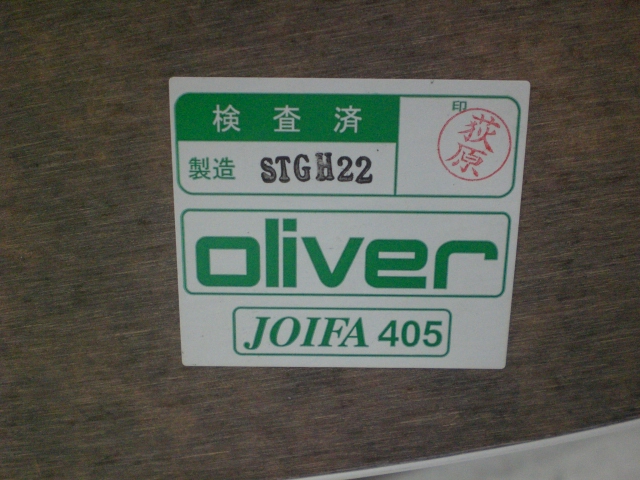 検査済
印
荻原
製造 STGH22
oliver
JOIFA 405